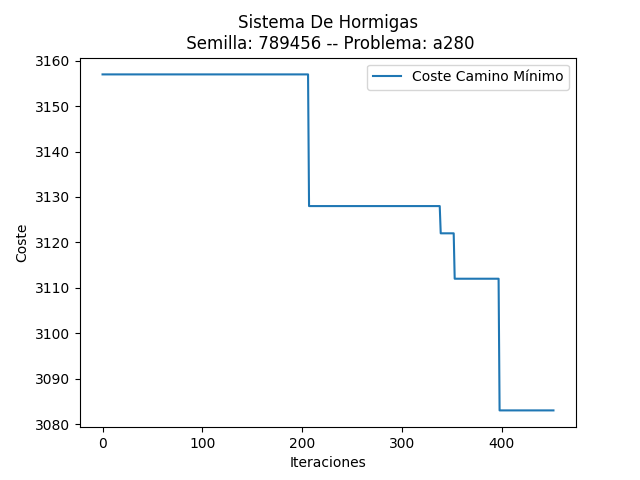 Sistema De Hormigas
Semilla: 789456 -- Problema: a280
Coste Camino Mínimo
3160
3150
3140
3130
3120
3110
3100
3090
3080
Coste
0 100 200 300 400
Iteraciones